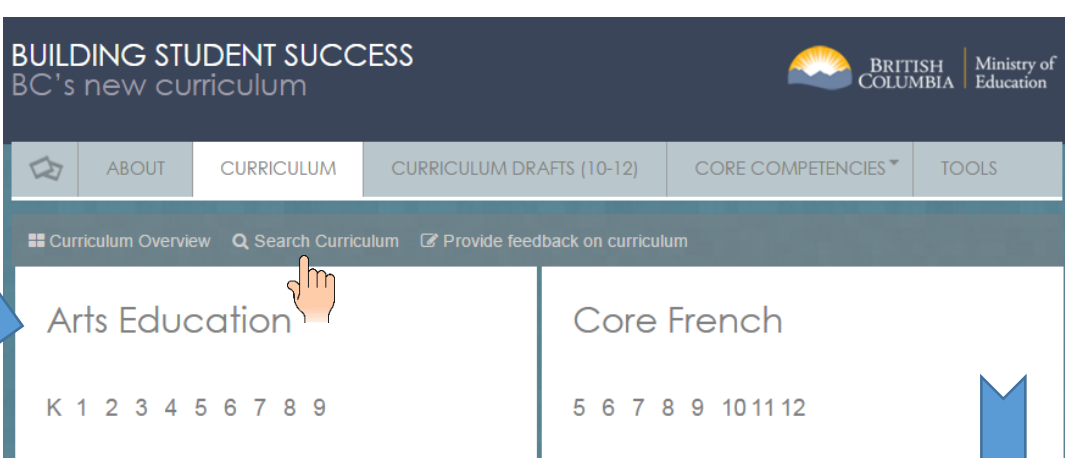 BUILDING STUDENT SUCCESS
BC's new curriculum
BRITISH COLUMBIA
Ministry of Education
ABOUT CURRICULUM CURRICULUM DRAFTS (10-12) CORE COMPETENCIES TOOLS
Curriculum Overview Search Curriculum Provide feedback on curriculum
Arts Education
K 1 2 3 4 5 6 7 8 9
Core French
5 6 7 8 9 10 11 12